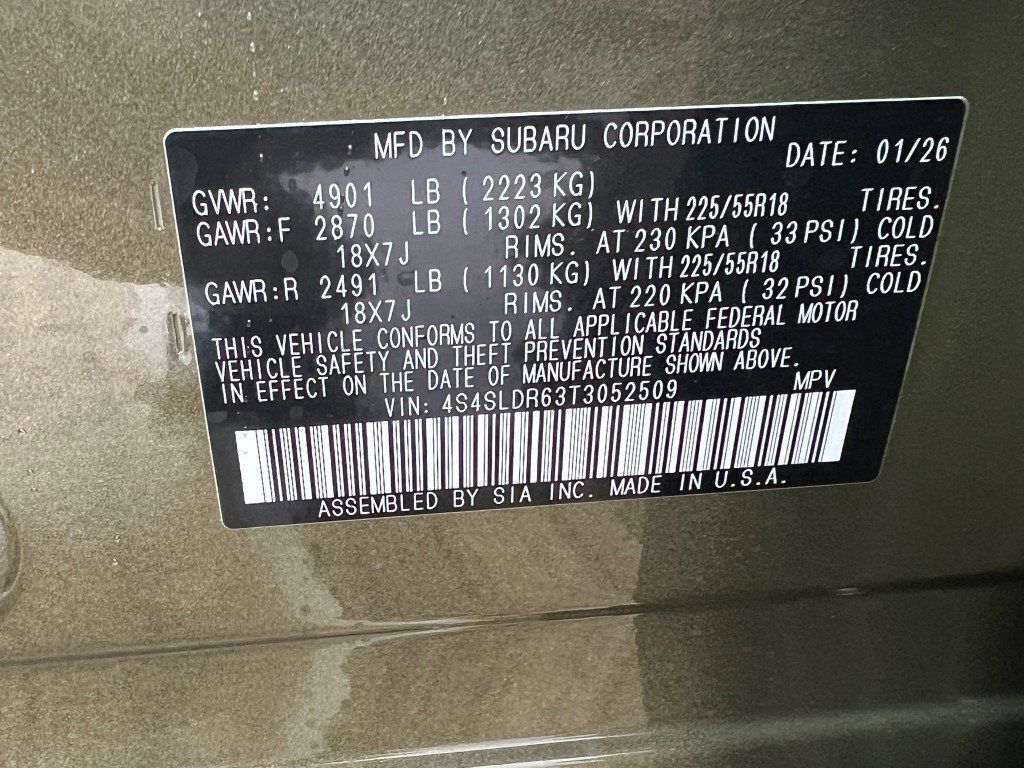 MFD BY SUBARU CORPORATION DATE: 01/26
GVWR: 4901 LB ( 2223 KG)
GAWR:F 2870 LB ( 1302 KG) WITH 225/55R18 TIRES.
18X7J RIMS. AT 230 KPA ( 33 PSI) COLD
GAWR:R 2491 LB ( 1130 KG) WITH 225/55R18 TIRES.
18X7J RIMS. AT 220 KPA ( 32 PSI) COLD
THIS VEHICLE CONFORMS TO ALL APPLICABLE FEDERAL MOTOR
VEHICLE SAFETY AND THEFT PREVENTION STANDARDS
IN EFFECT ON THE DATE OF MANUFACTURE SHOWN ABOVE.
VIN: 4S4SLDR63T3052509 MPV
ASSEMBLED BY SIA INC. MADE IN U.S.A.